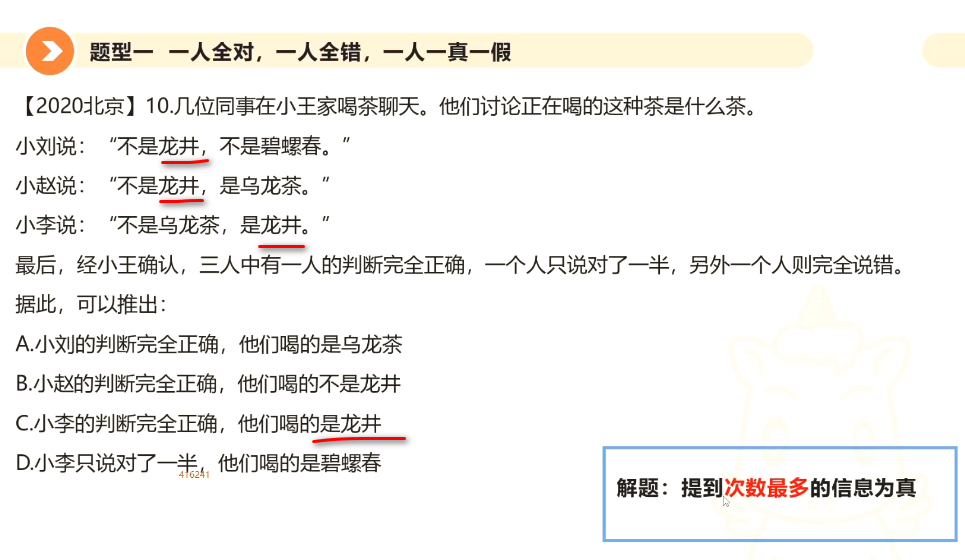 题型一 一人全对，一人全错，一人一真一假
【2020北京】10.几位同事在小王家喝茶聊天。他们讨论正在喝的这种茶是什么茶。
小刘说：“不是龙井，不是碧螺春。”
小赵说：“不是龙井，是乌龙茶。”
小李说：“不是乌龙茶，是龙井。”
最后，经小王确认，三人中有一人的判断完全正确，一个人只说对了一半，另外一个人则完全说错。
据此，可以推出：
A.小刘的判断完全正确，他们喝的是乌龙茶
B.小赵的判断完全正确，他们喝的不是龙井
C.小李的判断完全正确，他们喝的是龙井
D.小李只说对了一半，他们喝的是碧螺春
416241
解题：提到次数最多的信息为真